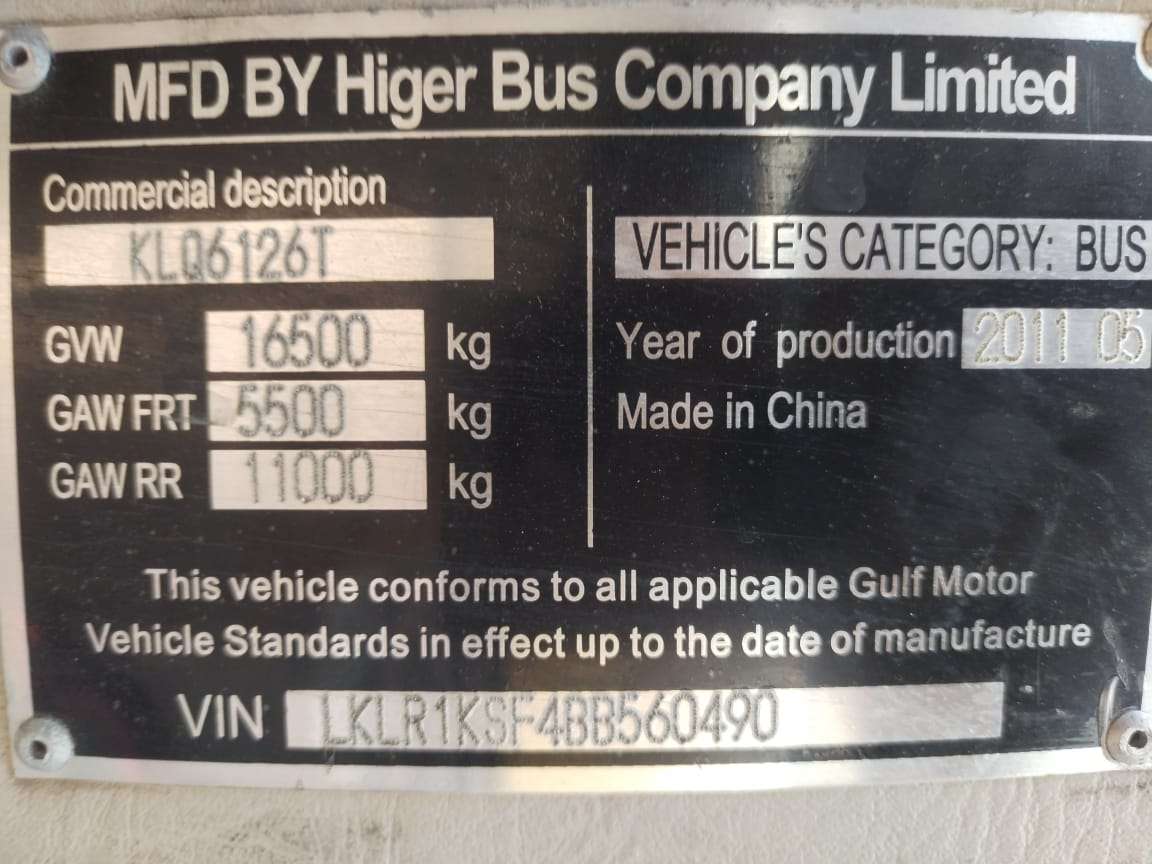 MFD BY Higer Bus Company Limited
Commercial description
KLQ6126T
GVW 16500 kg
GAW FRT 5500 kg
GAW RR 11000 kg
VEHICLE'S CATEGORY: BUS
Year of production 2011 05
Made in China
This vehicle conforms to all applicable Gulf Motor
Vehicle Standards in effect up to the date of manufacture
VIN LKLR1KSF4BB560490